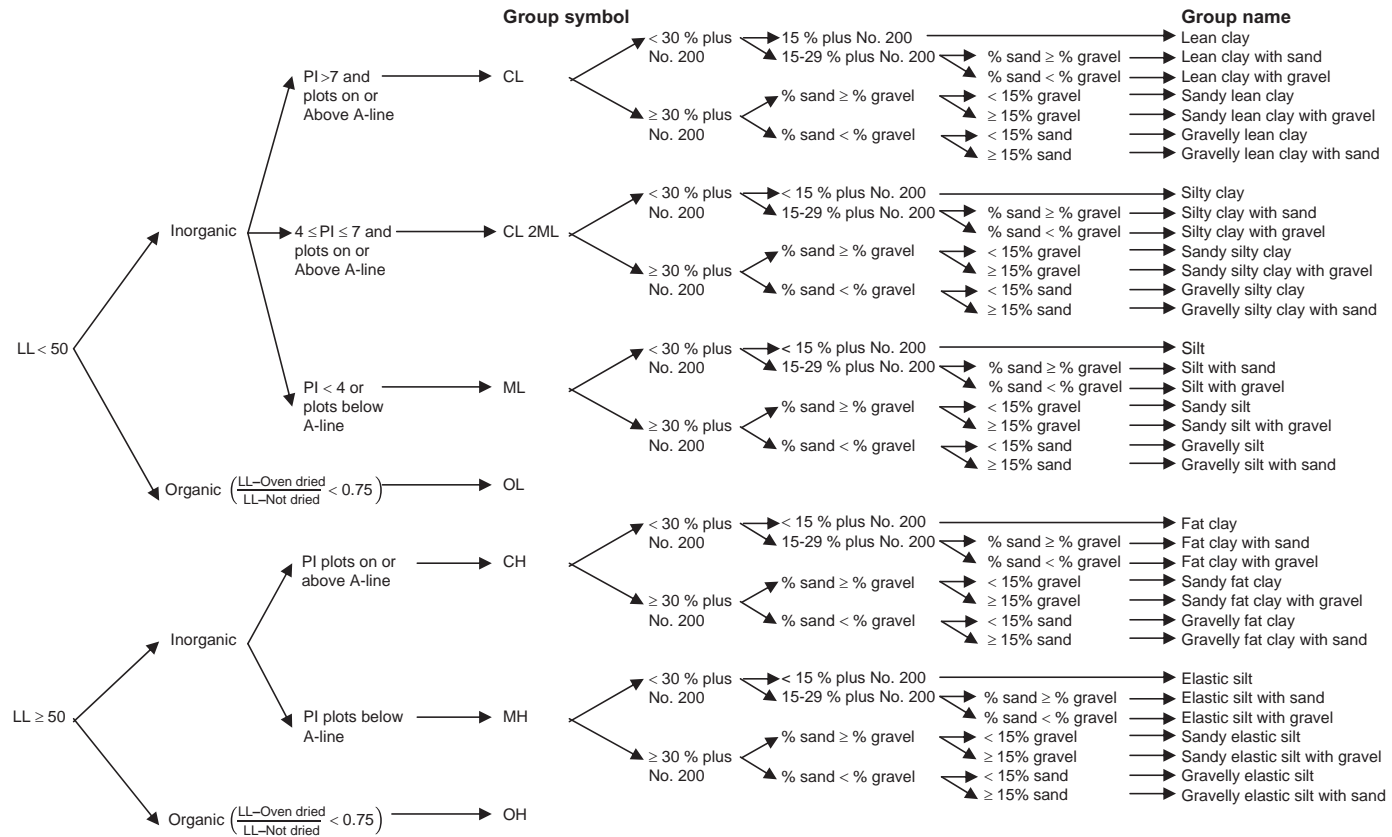 Group symbol
Group name
LL < 50
Inorganic
PI >7 and
plots on or
Above A-line
CL
< 30 % plus
No. 200
15 % plus No. 200
Lean clay
15-29 % plus No. 200
% sand ≥ % gravel
Lean clay with sand
% sand < % gravel
Lean clay with gravel
≥ 30 % plus
No. 200
% sand ≥ % gravel
< 15% gravel
Sandy lean clay
≥ 15% gravel
Sandy lean clay with gravel
% sand < % gravel
< 15% sand
Gravelly lean clay
≥ 15% sand
Gravelly lean clay with sand
4 ≤ PI ≤ 7 and
plots on or
Above A-line
CL 2ML
< 30 % plus
No. 200
< 15 % plus No. 200
Silty clay
15-29 % plus No. 200
% sand ≥ % gravel
Silty clay with sand
% sand < % gravel
Silty clay with gravel
≥ 30 % plus
No. 200
% sand ≥ % gravel
< 15% gravel
Sandy silty clay
≥ 15% gravel
Sandy silty clay with gravel
% sand < % gravel
< 15% sand
Gravelly silty clay
≥ 15% sand
Gravelly silty clay with sand
PI < 4 or
plots below
A-line
ML
< 30 % plus
No. 200
< 15 % plus No. 200
Silt
15-29 % plus No. 200
% sand ≥ % gravel
Silt with sand
% sand < % gravel
Silt with gravel
≥ 30 % plus
No. 200
% sand ≥ % gravel
< 15% gravel
Sandy silt
≥ 15% gravel
Sandy silt with gravel
% sand < % gravel
< 15% sand
Gravelly silt
≥ 15% sand
Gravelly silt with sand
Organic (LL–Oven dried / LL–Not dried < 0.75)
OL
LL ≥ 50
Inorganic
PI plots on or
above A-line
CH
< 30 % plus
No. 200
< 15 % plus No. 200
Fat clay
15-29 % plus No. 200
% sand ≥ % gravel
Fat clay with sand
% sand < % gravel
Fat clay with gravel
≥ 30 % plus
No. 200
% sand ≥ % gravel
< 15% gravel
Sandy fat clay
≥ 15% gravel
Sandy fat clay with gravel
% sand < % gravel
< 15% sand
Gravelly fat clay
≥ 15% sand
Gravelly fat clay with sand
PI plots below
A-line
MH
< 30 % plus
No. 200
< 15 % plus No. 200
Elastic silt
15-29 % plus No. 200
% sand ≥ % gravel
Elastic silt with sand
% sand < % gravel
Elastic silt with gravel
≥ 30 % plus
No. 200
% sand ≥ % gravel
< 15% gravel
Sandy elastic silt
≥ 15% gravel
Sandy elastic silt with gravel
% sand < % gravel
< 15% sand
Gravelly elastic silt
≥ 15% sand
Gravelly elastic silt with sand
Organic (LL–Oven dried / LL–Not dried < 0.75)
OH